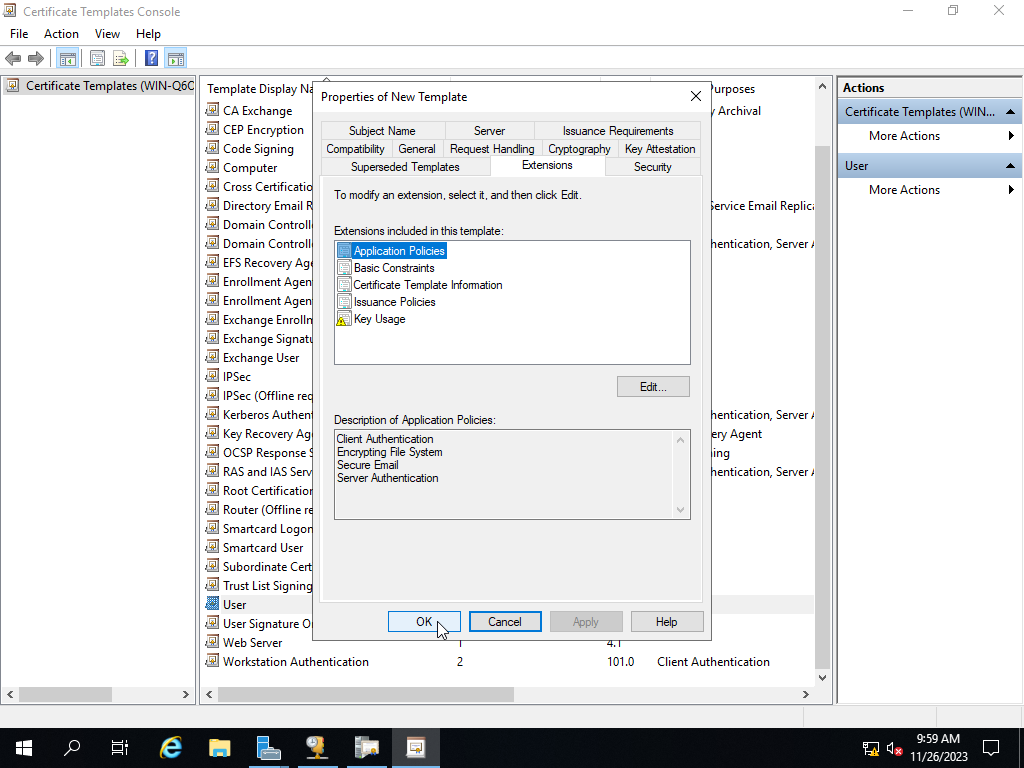 Certificate Templates Console
File Action View Help
Certificate Templates (WIN-Q6C
Template Display Na
CA Exchange
CEP Encryption
Code Signing
Computer
Cross Certificatio
Directory Email R
Domain Controll
Domain Controll
EFS Recovery Age
Enrollment Agen
Enrollment Agen
Exchange Enrollm
Exchange Signatu
Exchange User
IPSec
IPSec (Offline req
Kerberos Authent
Key Recovery Ag
OCSP Response S
RAS and IAS Serv
Root Certification
Router (Offline re
Smartcard Logon
Smartcard User
Subordinate Cert
Trust List Signing
User
User Signature O
Web Server 1 4.1
Workstation Authentication 2 101.0 Client Authentication
urposes
y Archival
Service Email Replica
hentication, Server A
hentication, Server A
ery Agent
ning
hentication, Server A
Properties of New Template
Subject Name Server Issuance Requirements
Compatibility General Request Handling Cryptography Key Attestation
Superseded Templates Extensions Security
To modify an extension, select it, and then click Edit.
Extensions included in this template:
Application Policies
Basic Constraints
Certificate Template Information
Issuance Policies
Key Usage
Edit...
Description of Application Policies:
Client Authentication
Encrypting File System
Secure Email
Server Authentication
OK Cancel Apply Help
Actions
Certificate Templates (WIN...
More Actions
User
More Actions
9:59 AM
11/26/2023